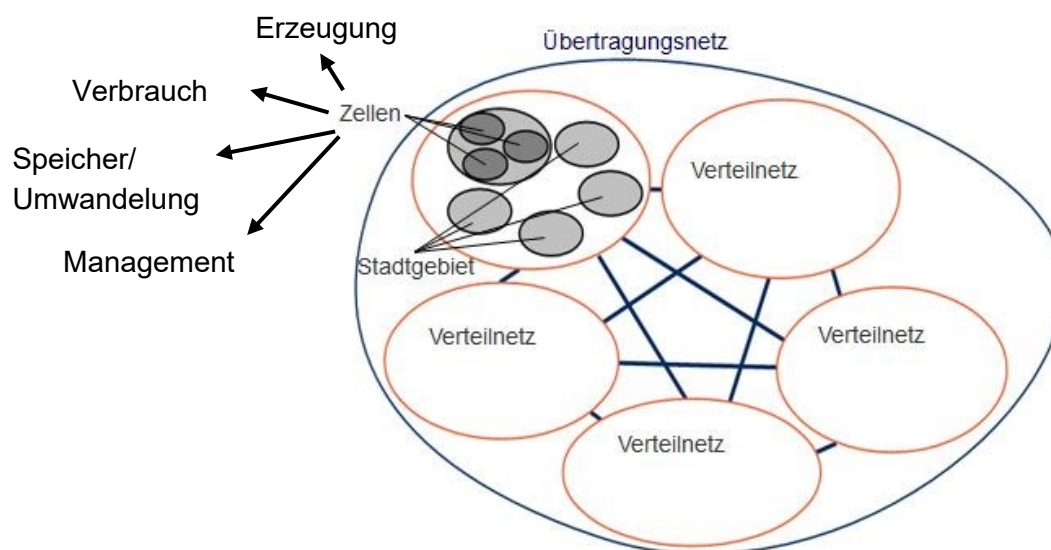 Erzeugung
Übertragungsnetz
Verbrauch
Zellen
Speicher/
Umwandelung
Verteilnetz
Management
Stadtgebiet
Verteilnetz
Verteilnetz
Verteilnetz